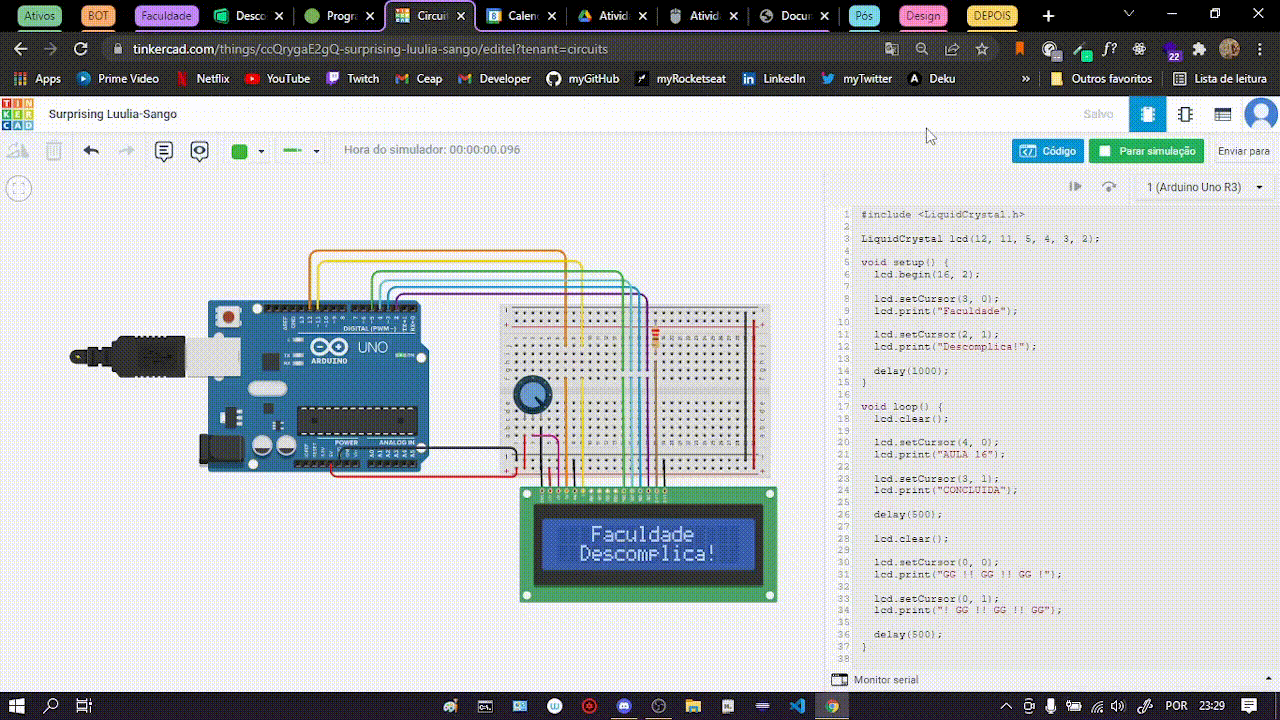 Ativos
BOT
Faculdade
Desco
Progra
Circuit
Calen
Ativid
Ativid
Docur
Pós
Design
DEPOIS
tinkercad.com/things/ccQrygaE2gQ-surprising-luulia-sango/editel?tenant=circuits
22
Apps
Prime Video
Netflix
YouTube
Twitch
Ceap
Developer
myGitHub
myRocketseat
LinkedIn
myTwitter
Deku
Outros favoritos
Lista de leitura
TINKERCAD
Surprising Luulia-Sango
Salvo
Hora do simulador: 00:00:00.096
Código
Parar simulação
Enviar para
1 (Arduino Uno R3)
DIGITAL (PWM~)
UNO
ARDUINO
POWER
ANALOG IN
Faculdade
Descomplica!
1 #include <LiquidCrystal.h>
2
3 LiquidCrystal lcd(12, 11, 5, 4, 3, 2);
4
5 void setup() {
6 lcd.begin(16, 2);
7
8 lcd.setCursor(3, 0);
9 lcd.print("Faculdade");
10
11 lcd.setCursor(2, 1);
12 lcd.print("Descomplica!");
13
14 delay(1000);
15 }
16
17 void loop() {
18 lcd.clear();
19
20 lcd.setCursor(4, 0);
21 lcd.print("AULA 16");
22
23 lcd.setCursor(3, 1);
24 lcd.print("CONCLUIDA");
25
26 delay(500);
27
28 lcd.clear();
29
30 lcd.setCursor(0, 0);
31 lcd.print("GG !! GG !! GG !");
32
33 lcd.setCursor(0, 1);
34 lcd.print("! GG !! GG !! GG");
35
36 delay(500);
37 }
38
Monitor serial
POR
23:29